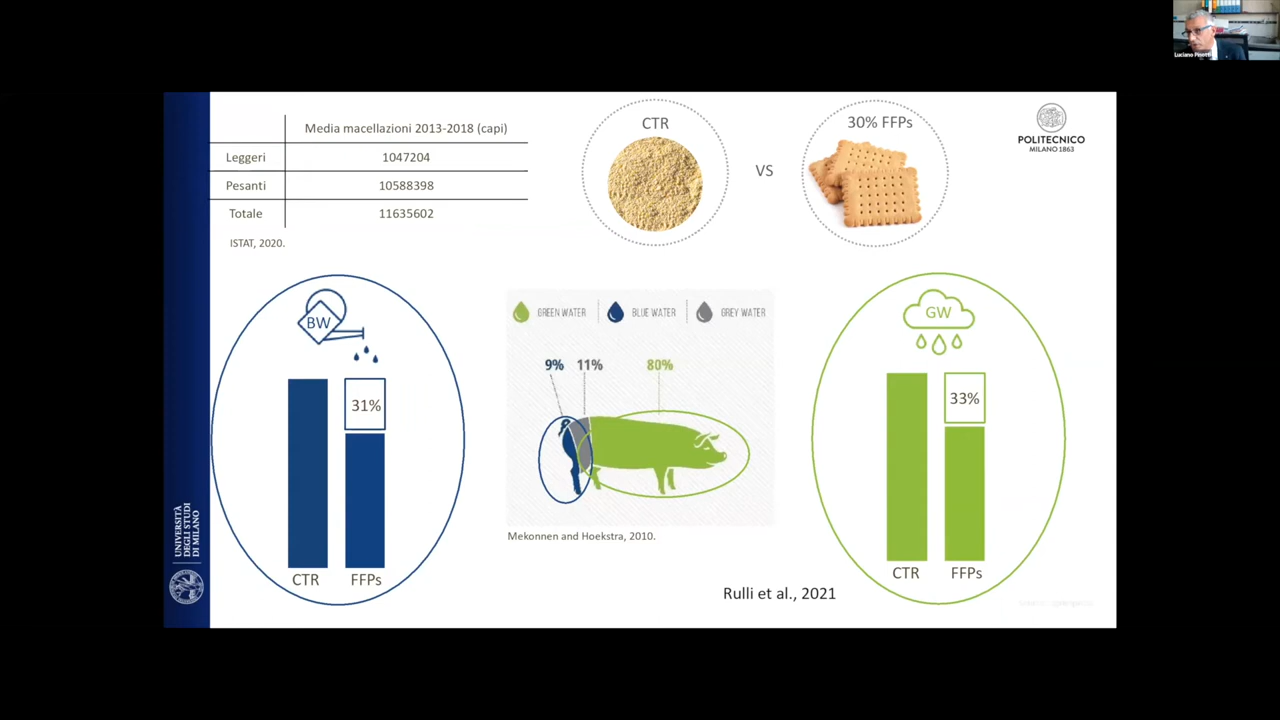 Luciano Pinotti
Media macellazioni 2013-2018 (capi)
Leggeri 1047204
Pesanti 10588398
Totale 11635602
ISTAT, 2020.
CTR
VS
30% FFPs
POLITECNICO
MILANO 1863
BW
31%
CTR FFPs
GREEN WATER BLUE WATER GREY WATER
9% 11% 80%
Mekonnen and Hoekstra, 2010.
GW
33%
CTR FFPs
Rulli et al., 2021
UNIVERSITÀ
DEGLI STUDI
DI MILANO